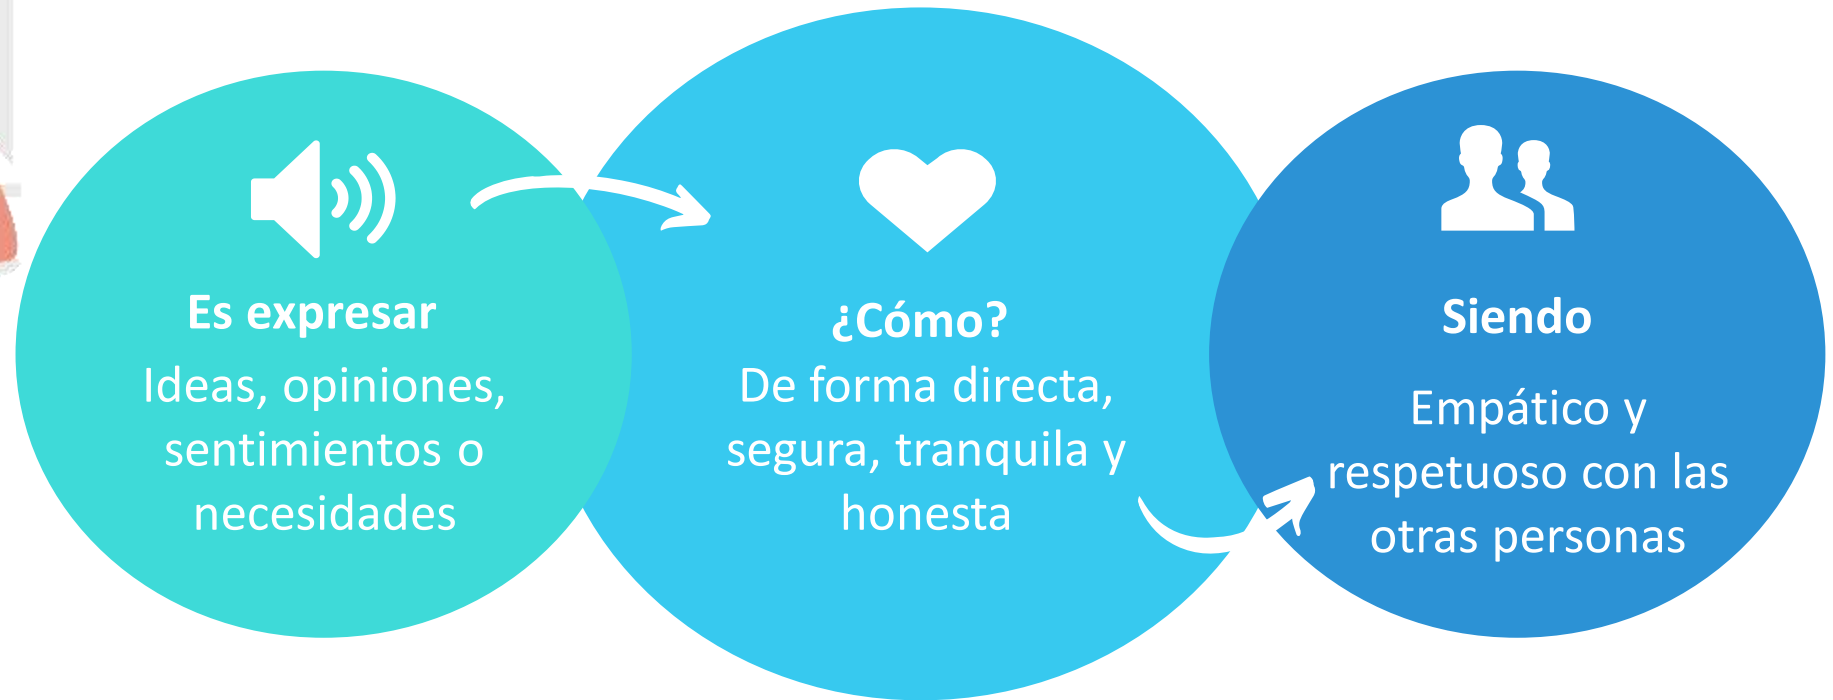 Es expresar
Ideas, opiniones,
sentimientos o
necesidades
¿Cómo?
De forma directa,
segura, tranquila y
honesta
Siendo
Empático y
respetuoso con las
otras personas